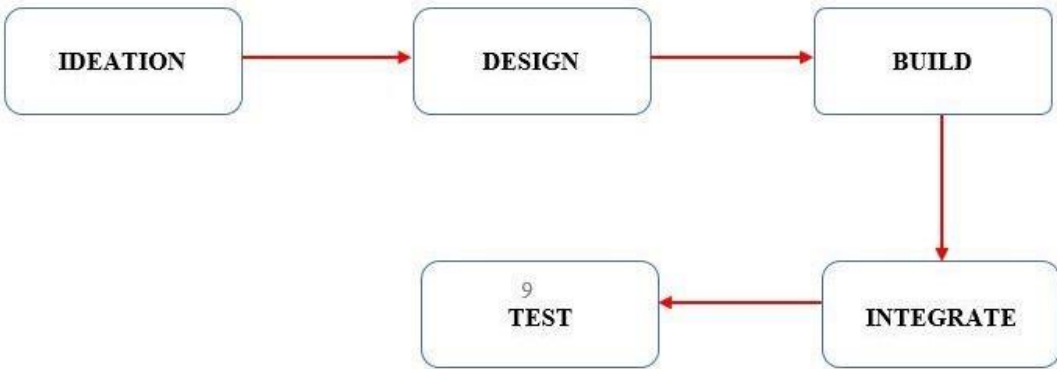 IDEATION
DESIGN
BUILD
INTEGRATE
9
TEST